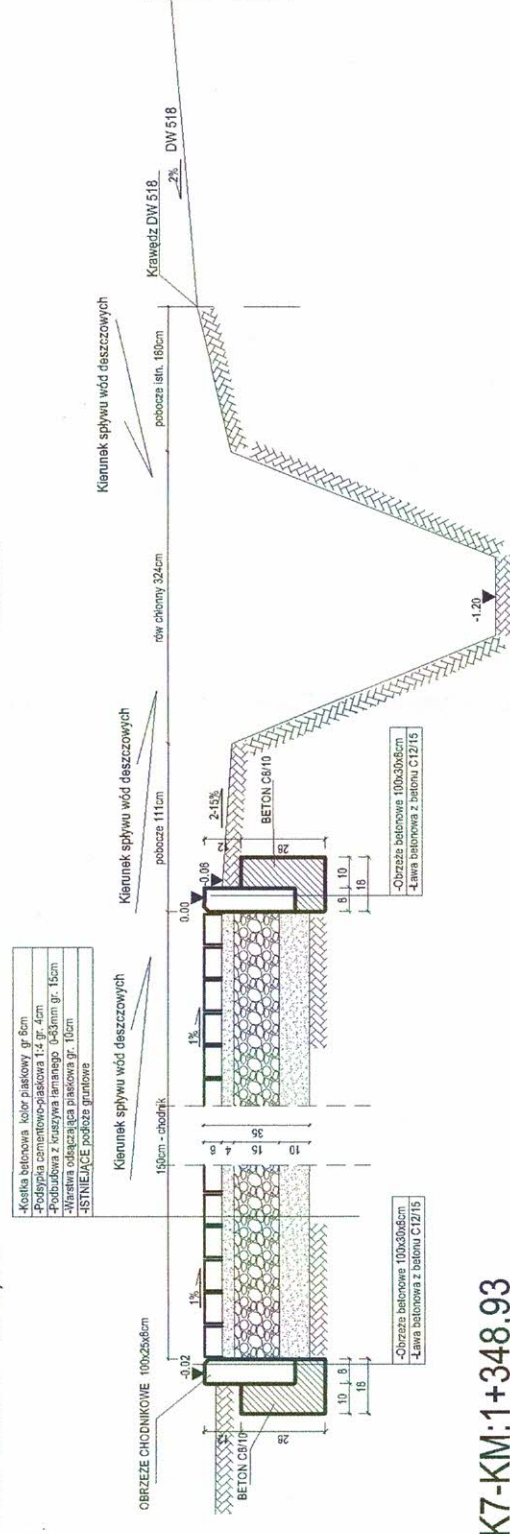 -Kostka betonowa kolor piaskowy gr 6cm
-Podsypka cementowo-piaskowa 1:4 gr. 4cm
-Podbudowa z kruszywa łamanego 0-63mm gr. 15cm
-Warstwa odsączająca piaskowa gr. 10cm
-ISTNIEJĄCE podłoże gruntowe
Kierunek spływu wód deszczowych
Kierunek spływu wód deszczowych
Kierunek spływu wód deszczowych
Krawędz DW 518
2%
DW 518
150cm - chodnik
pobocze 111cm
rów chłonny 324cm
pobocze istn. 160cm
OBRZEŻE CHODNIKOWE 100x25x8cm
-0.02
1%
1%
0.00
-0.06
2-15%
BETON C8/10
BETON C8/10
-1.20
6
4
15
10
35
28
10
8
18
12
28
8
10
18
-Obrzeże betonowe 100x30x8cm
-Ława betonowa z betonu C12/15
-Obrzeże betonowe 100x30x8cm
-Ława betonowa z betonu C12/15
K7-KM:1+348.93